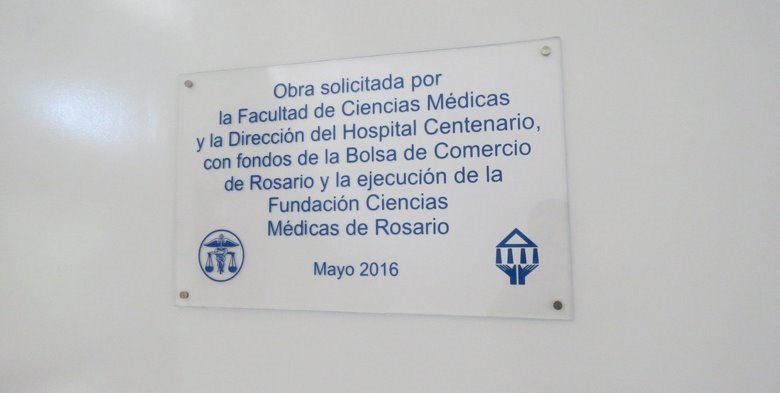 Obra solicitada por
la Facultad de Ciencias Médicas
y la Dirección del Hospital Centenario,
con fondos de la Bolsa de Comercio
de Rosario y la ejecución de la
Fundación Ciencias
Médicas de Rosario
Mayo 2016